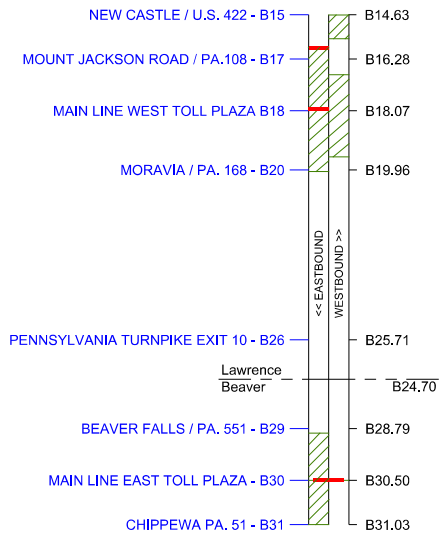 NEW CASTLE / U.S. 422 - B15 B14.63
MOUNT JACKSON ROAD / PA.108 - B17 B16.28
MAIN LINE WEST TOLL PLAZA B18 B18.07
MORAVIA / PA. 168 - B20 B19.96
<< EASTBOUND
WESTBOUND >>
PENNSYLVANIA TURNPIKE EXIT 10 - B26 B25.71
Lawrence
Beaver B24.70
BEAVER FALLS / PA. 551 - B29 B28.79
MAIN LINE EAST TOLL PLAZA - B30 B30.50
CHIPPEWA PA. 51 - B31 B31.03